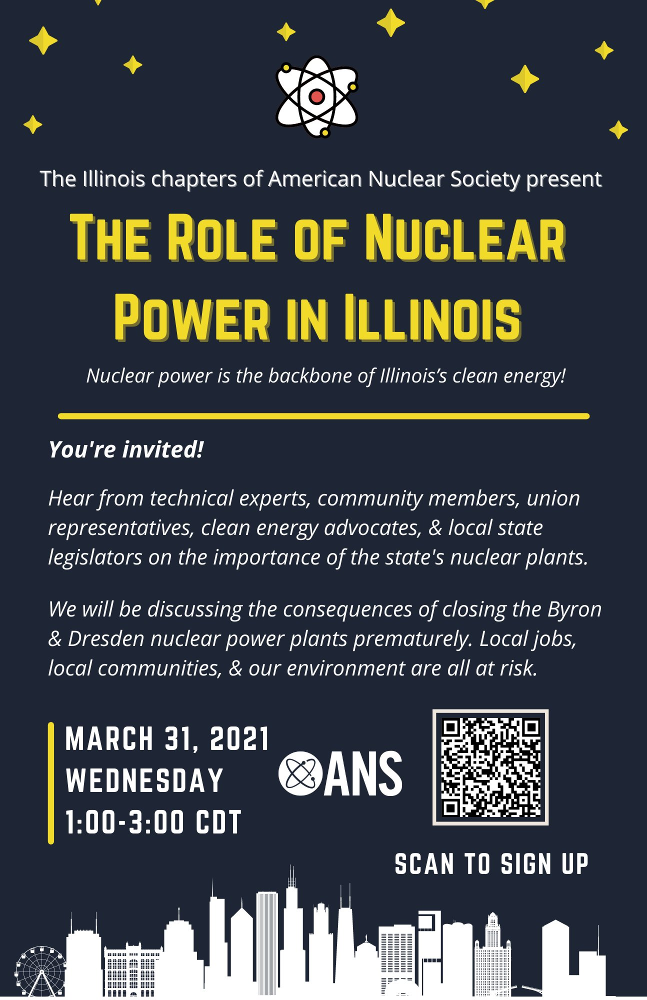 The Illinois chapters of American Nuclear Society present
The Role of Nuclear
Power in Illinois
Nuclear power is the backbone of Illinois’s clean energy!
You're invited!
Hear from technical experts, community members, union
representatives, clean energy advocates, & local state
legislators on the importance of the state's nuclear plants.
We will be discussing the consequences of closing the Byron
& Dresden nuclear power plants prematurely. Local jobs,
local communities, & our environment are all at risk.
MARCH 31, 2021
WEDNESDAY
1:00-3:00 CDT
ANS
SCAN TO SIGN UP